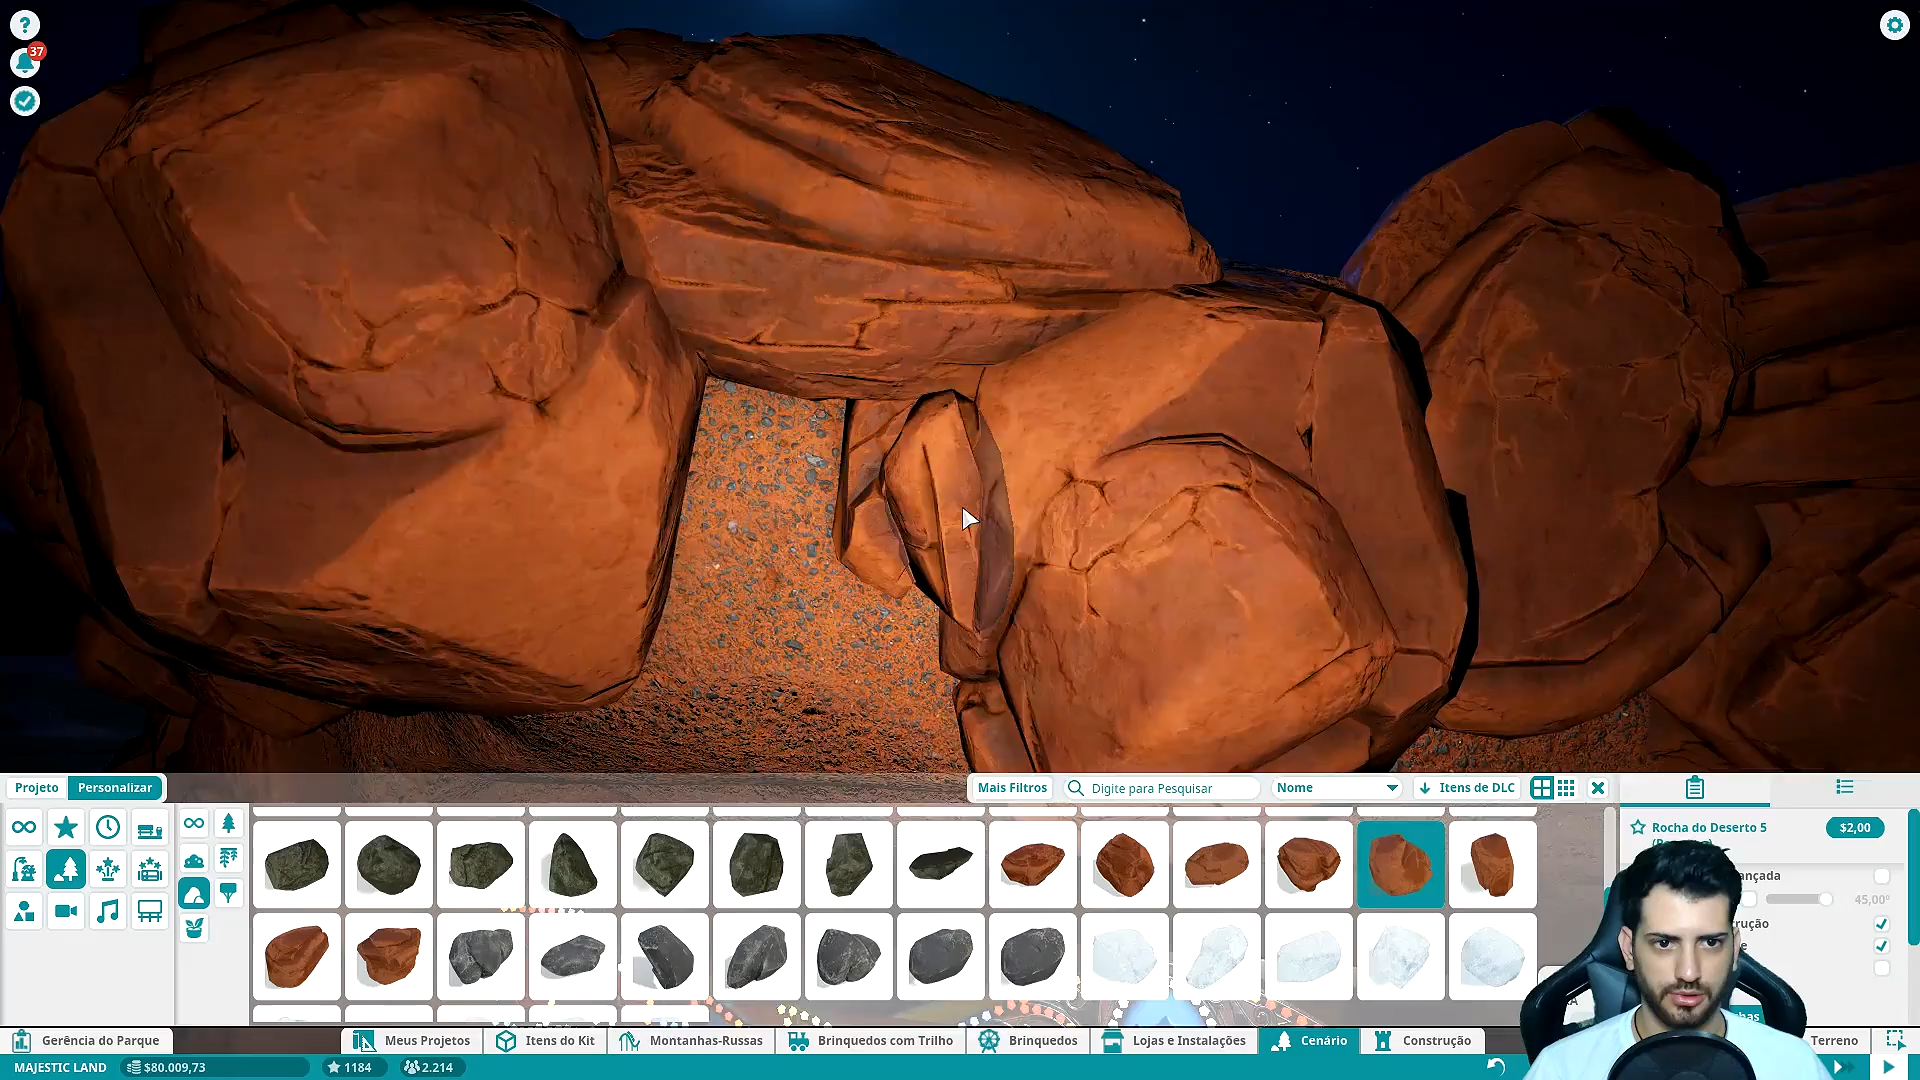 37
Projeto
Personalizar
Mais Filtros
Digite para Pesquisar
Nome
Itens de DLC
Rocha do Deserto 5
$2,00
ançada
45,00°
rução
e
has
Gerência do Parque
Meus Projetos
Itens do Kit
Montanhas-Russas
Brinquedos com Trilho
Brinquedos
Lojas e Instalações
Cenário
Construção
Terreno
MAJESTIC LAND
$80.009,73
1184
2.214